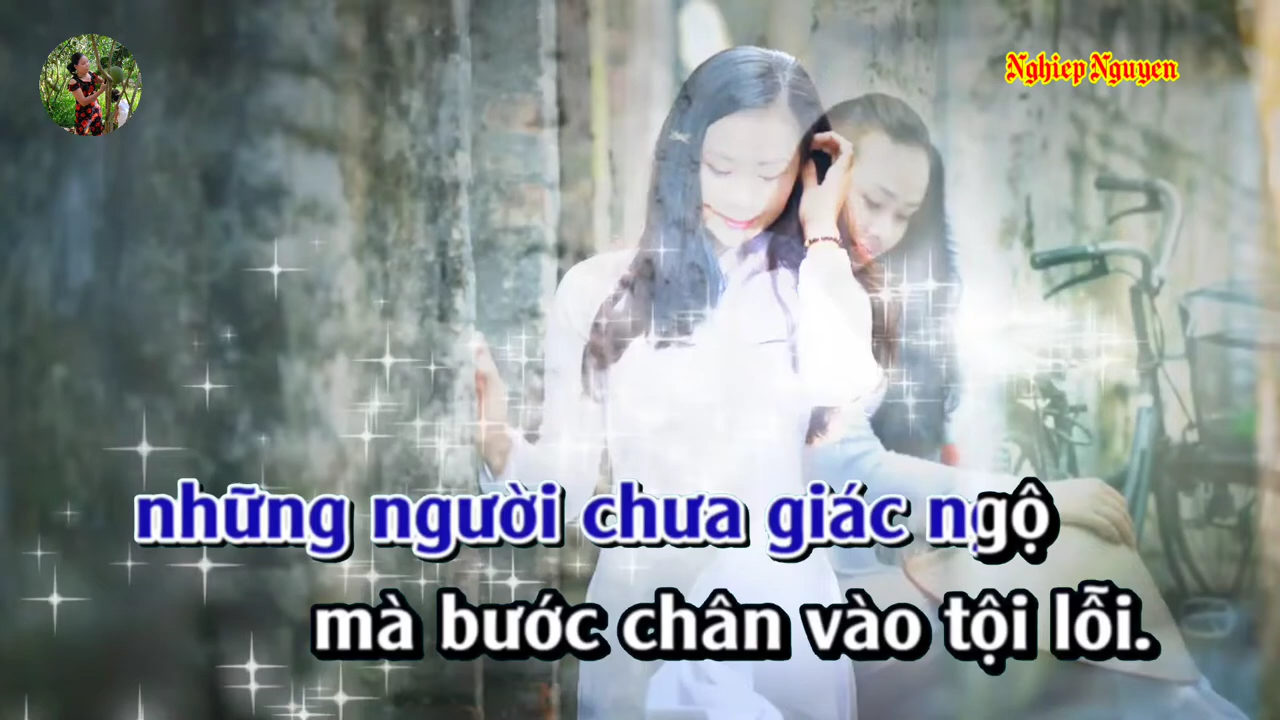 Nghiep Nguyen
những người chưa giác ngộ
mà bước chân vào tội lỗi.